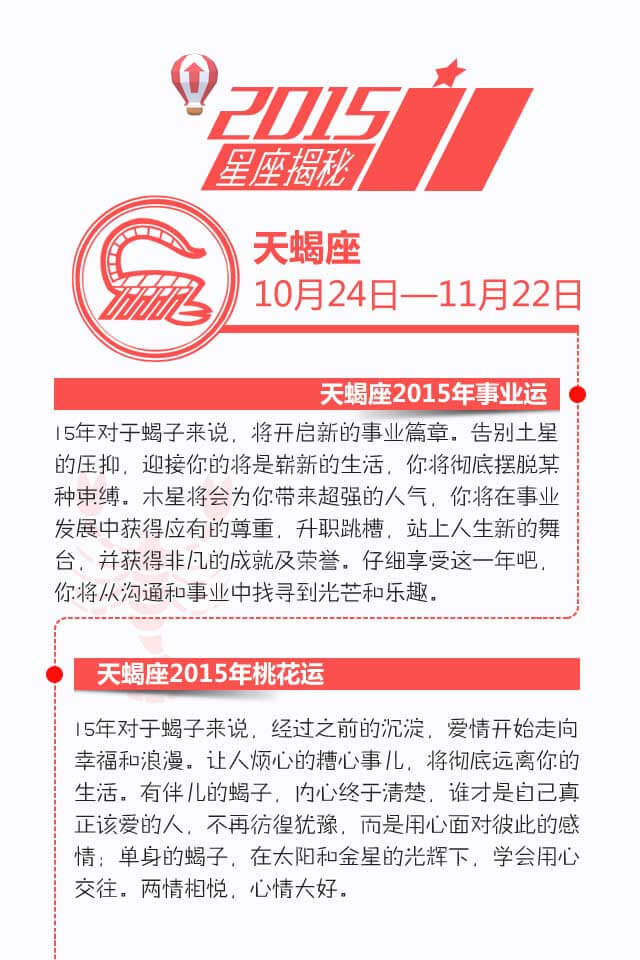 2015
星座揭秘
天蝎座
10月24日—11月22日
天蝎座2015年事业运
15年对于蝎子来说，将开启新的事业篇章。告别土星
的压抑，迎接你的将是崭新的生活，你将彻底摆脱某
种束缚。木星将会为你带来超强的人气，你将在事业
发展中获得应有的尊重，升职跳槽，站上人生新的舞
台，并获得非凡的成就及荣誉。仔细享受这一年吧，
你将从沟通和事业中找寻到光芒和乐趣。
天蝎座2015年桃花运
15年对于蝎子来说，经过之前的沉淀，爱情开始走向
幸福和浪漫。让人烦心的糟心事儿，将彻底远离你的
生活。有伴儿的蝎子，内心终于清楚，谁才是自己真
正该爱的人，不再彷徨犹豫，而是用心面对彼此的感
情；单身的蝎子，在太阳和金星的光辉下，学会用心
交往。两情相悦，心情大好。